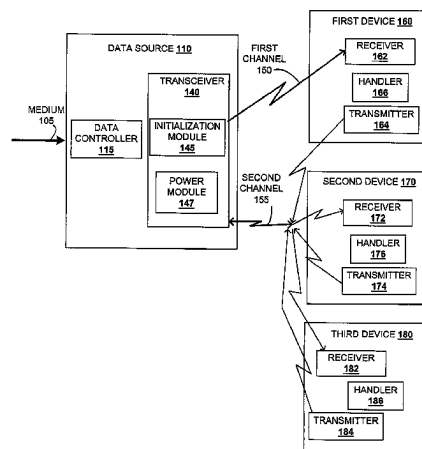 DATA SOURCE 110
MEDIUM
105
DATA
CONTROLLER
115
TRANSCEIVER
140
INITIALIZATION
MODULE
145
POWER
MODULE
147
FIRST
CHANNEL
150
SECOND
CHANNEL
155
FIRST DEVICE 160
RECEIVER
162
HANDLER
166
TRANSMITTER
164
SECOND DEVICE 170
RECEIVER
172
HANDLER
176
TRANSMITTER
174
THIRD DEVICE 180
RECEIVER
182
HANDLER
186
TRANSMITTER
184